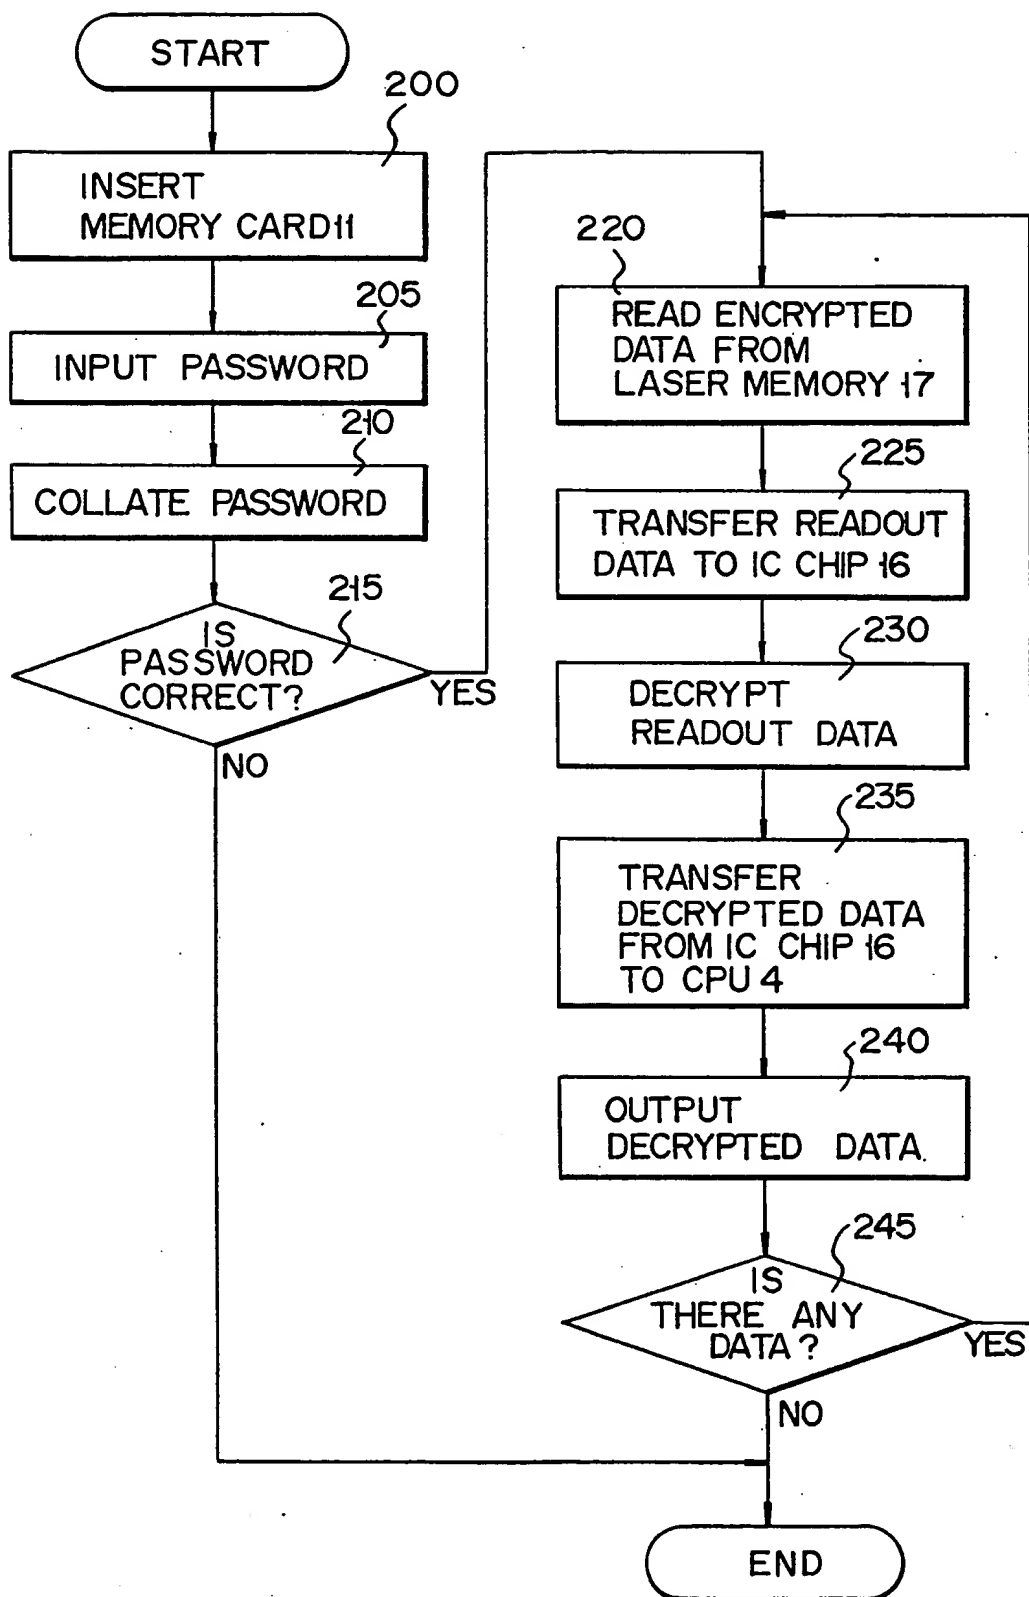 START
200
INSERT
MEMORY CARD 11
205
INPUT PASSWORD
210
COLLATE PASSWORD
215
IS
PASSWORD
CORRECT?
YES
NO
220
READ ENCRYPTED
DATA FROM
LASER MEMORY 17
225
TRANSFER READOUT
DATA TO IC CHIP 16
230
DECRYPT
READOUT DATA
235
TRANSFER
DECRYPTED DATA
FROM IC CHIP 16
TO CPU 4
240
OUTPUT
DECRYPTED DATA.
245
IS
THERE ANY
DATA?
YES
NO
END